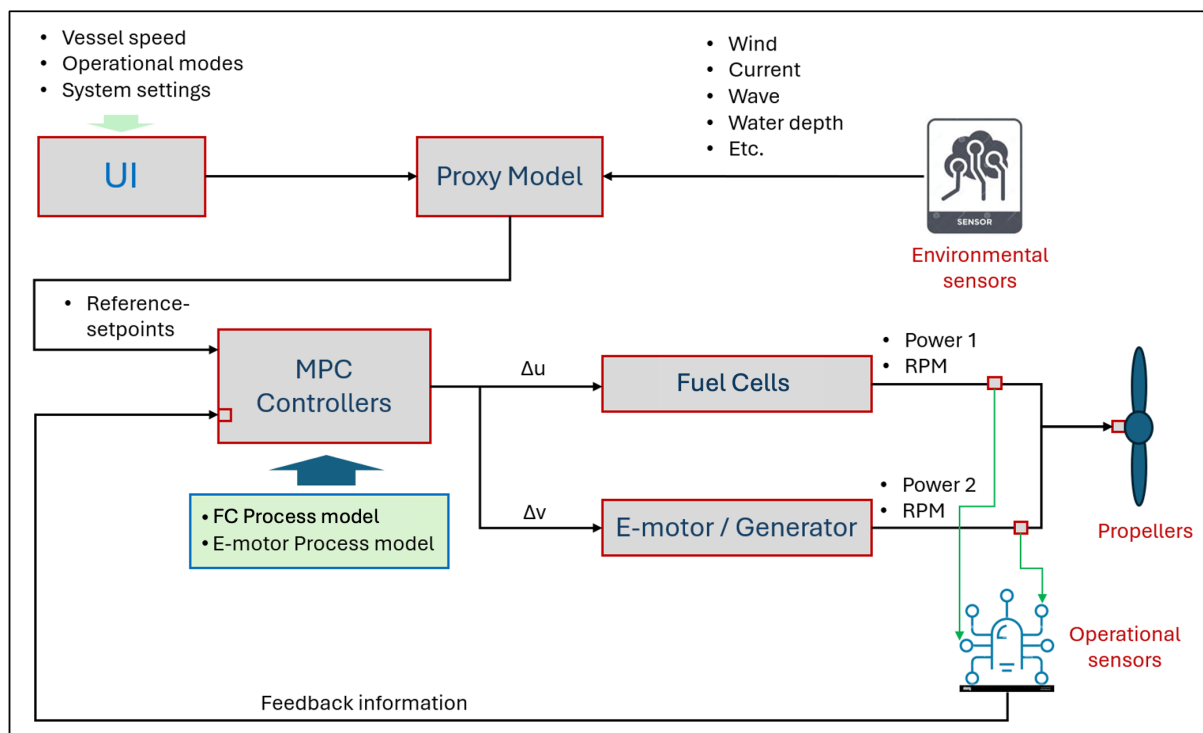 • Vessel speed
• Operational modes
• System settings
• Wind
• Current
• Wave
• Water depth
• Etc.
UI
Proxy Model
SENSOR
Environmental
sensors
• Reference-
setpoints
MPC
Controllers
Δu
Fuel Cells
• Power 1
• RPM
• FC Process model
• E-motor Process model
Δv
E-motor / Generator
• Power 2
• RPM
Propellers
Operational
sensors
Feedback information